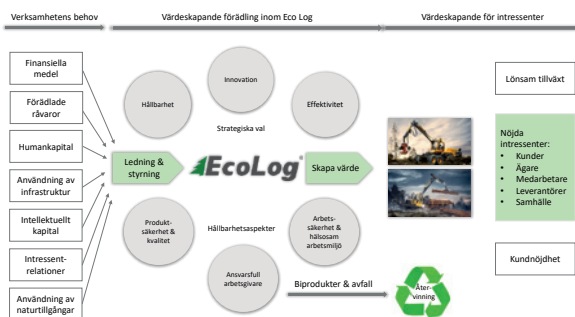 Verksamhetens behov
Värdeskapande förädling inom Eco Log
Värdeskapande för intressenter
Finansiella
medel
Förädlade
råvaror
Humankapital
Användning av
infrastruktur
Intellektuellt
kapital
Intressent-
relationer
Användning av
naturtillgångar
Hållbarhet
Innovation
Effektivitet
Strategiska val
Ledning &
styrning
EcoLog®
Skapa värde
Produkt-
säkerhet &
kvalitet
Hållbarhetsaspekter
Arbets-
säkerhet &
hälsosam
arbetsmiljö
Ansvarsfull
arbetsgivare
Biprodukter & avfall
Åter-
vinning
Lönsam tillväxt
Nöjda
intressenter:
• Kunder
• Ägare
• Medarbetare
• Leverantörer
• Samhälle
Kundnöjdhet